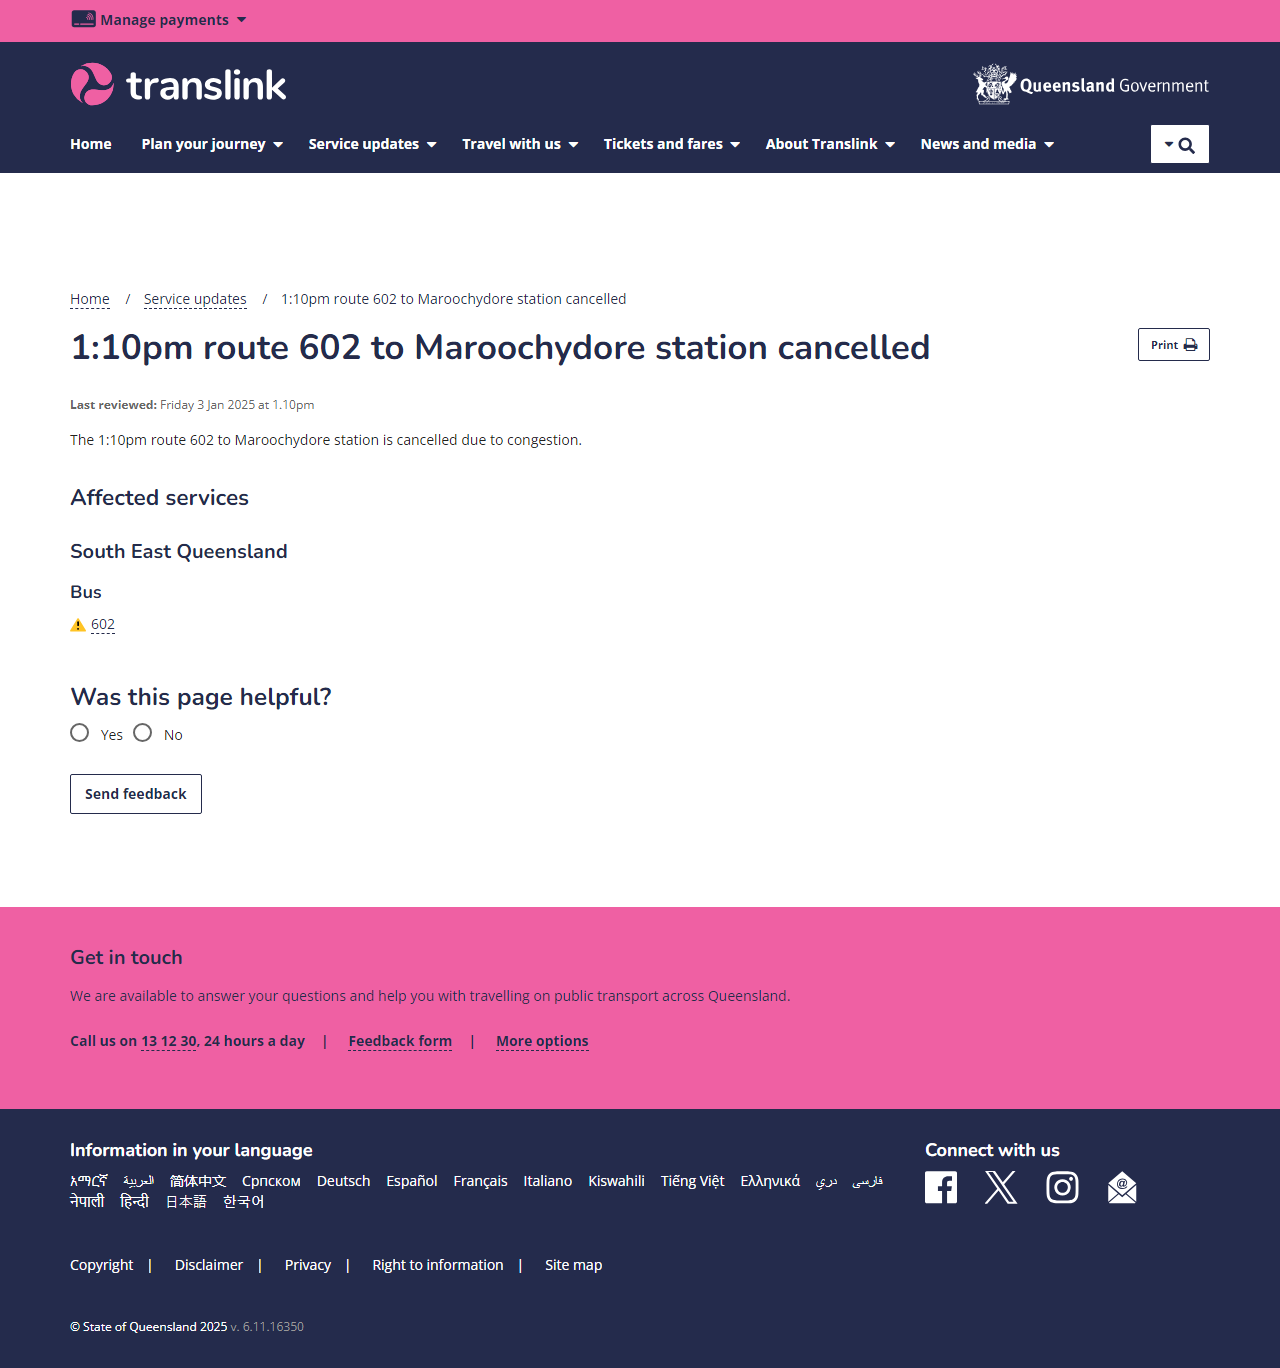 Manage payments
translink
Queensland Government
Home Plan your journey Service updates Travel with us Tickets and fares About Translink News and media
Home / Service updates / 1:10pm route 602 to Maroochydore station cancelled
1:10pm route 602 to Maroochydore station cancelled
Print
Last reviewed: Friday 3 Jan 2025 at 1.10pm
The 1:10pm route 602 to Maroochydore station is cancelled due to congestion.
Affected services
South East Queensland
Bus
602
Was this page helpful?
Yes No
Send feedback
Get in touch
We are available to answer your questions and help you with travelling on public transport across Queensland.
Call us on 13 12 30, 24 hours a day | Feedback form | More options
Information in your language
አማርኛ العربية 简体中文 Српском Deutsch Español Français Italiano Kiswahili Tiếng Việt Ελληνικά دري فارسی
नेपाली हिन्दी 日本語 한국어
Connect with us
Copyright | Disclaimer | Privacy | Right to information | Site map
© State of Queensland 2025 v. 6.11.16350